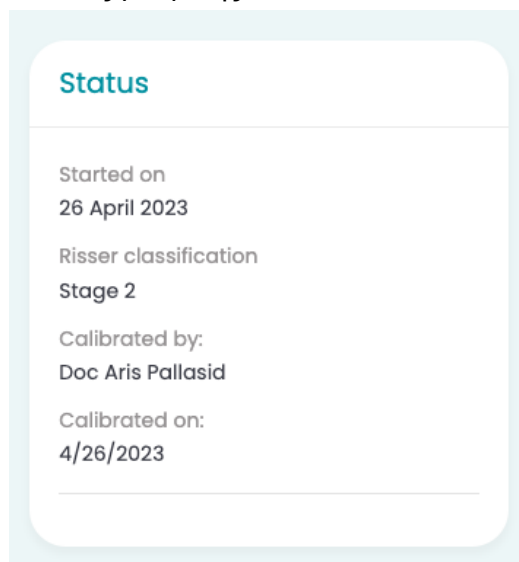 Status
Started on
26 April 2023
Risser classification
Stage 2
Calibrated by:
Doc Aris Pallasid
Calibrated on:
4/26/2023